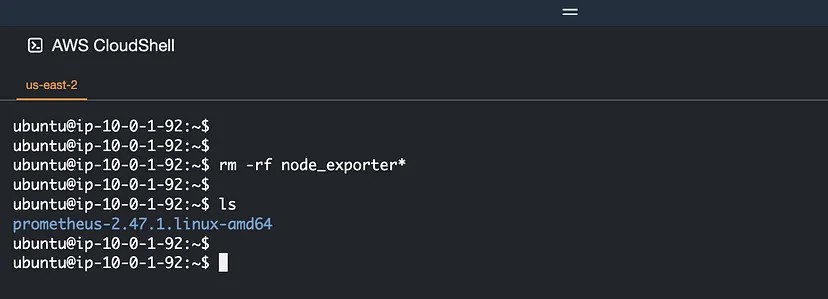 AWS CloudShell
us-east-2
ubuntu@ip-10-0-1-92:~$
ubuntu@ip-10-0-1-92:~$
ubuntu@ip-10-0-1-92:~$ rm -rf node_exporter*
ubuntu@ip-10-0-1-92:~$
ubuntu@ip-10-0-1-92:~$ ls
prometheus-2.47.1.linux-amd64
ubuntu@ip-10-0-1-92:~$
ubuntu@ip-10-0-1-92:~$